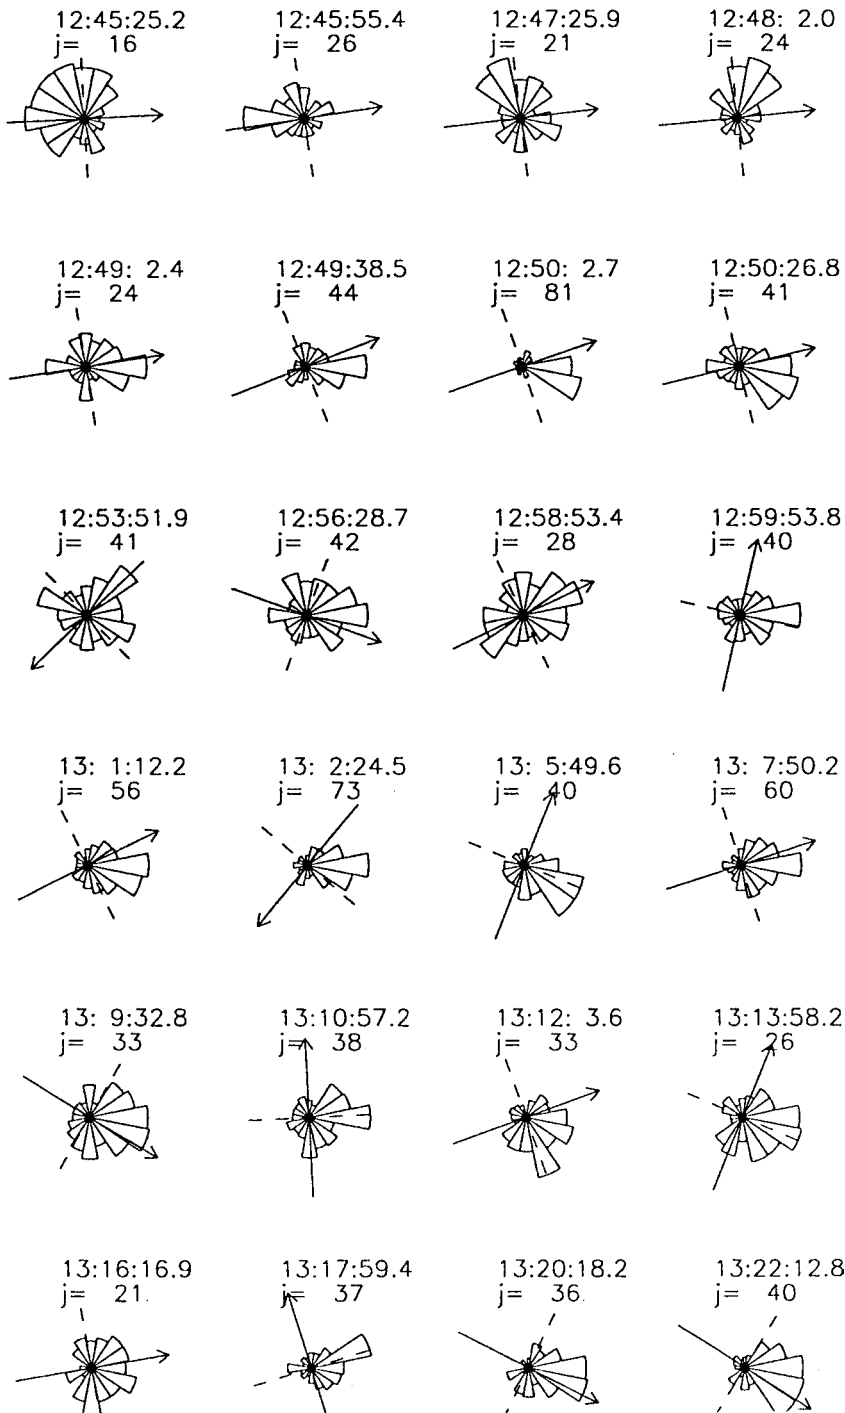 12:45:25.2 12:45:55.4 12:47:25.9 12:48: 2.0
j= 16 j= 26 j= 21 j= 24
12:49: 2.4 12:49:38.5 12:50: 2.7 12:50:26.8
j= 24 j= 44 j= 81 j= 41
12:53:51.9 12:56:28.7 12:58:53.4 12:59:53.8
j= 41 j= 42 j= 28 j= 40
13: 1:12.2 13: 2:24.5 13: 5:49.6 13: 7:50.2
j= 56 j= 73 j= 40 j= 60
13: 9:32.8 13:10:57.2 13:12: 3.6 13:13:58.2
j= 33 j= 38 j= 33 j= 26
13:16:16.9 13:17:59.4 13:20:18.2 13:22:12.8
j= 21 j= 37 j= 36 j= 40